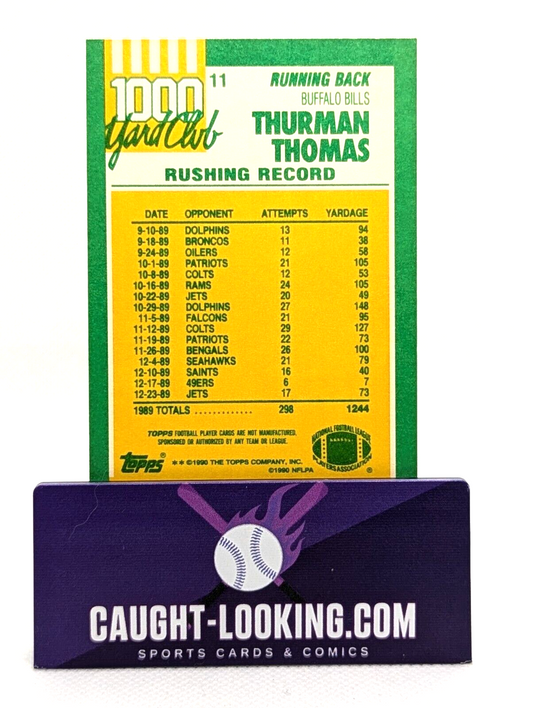 1000
Yard Club
11
RUNNING BACK
BUFFALO BILLS
THURMAN
THOMAS
RUSHING RECORD
DATE OPPONENT ATTEMPTS YARDAGE
9-10-89 DOLPHINS 13 94
9-18-89 BRONCOS 11 38
9-24-89 OILERS 12 58
10-1-89 PATRIOTS 21 105
10-8-89 COLTS 12 53
10-16-89 RAMS 24 105
10-22-89 JETS 20 49
10-29-89 DOLPHINS 27 148
11-5-89 FALCONS 21 95
11-12-89 COLTS 29 127
11-19-89 PATRIOTS 22 73
11-26-89 BENGALS 26 100
12-4-89 SEAHAWKS 21 79
12-10-89 SAINTS 16 40
12-17-89 49ERS 6 7
12-23-89 JETS 17 73
1989 TOTALS ............. 298 1244
TOPPS FOOTBALL PLAYER CARDS ARE NOT MANUFACTURED,
SPONSORED OR AUTHORIZED BY ANY TEAM OR LEAGUE.
NATIONAL FOOTBALL LEAGUE
PLAYERS ASSOCIATION
®
Topps® **©1990 THE TOPPS COMPANY, INC.
©1990 NFLPA
CAUGHT-LOOKING.COM
SPORTS CARDS & COMICS